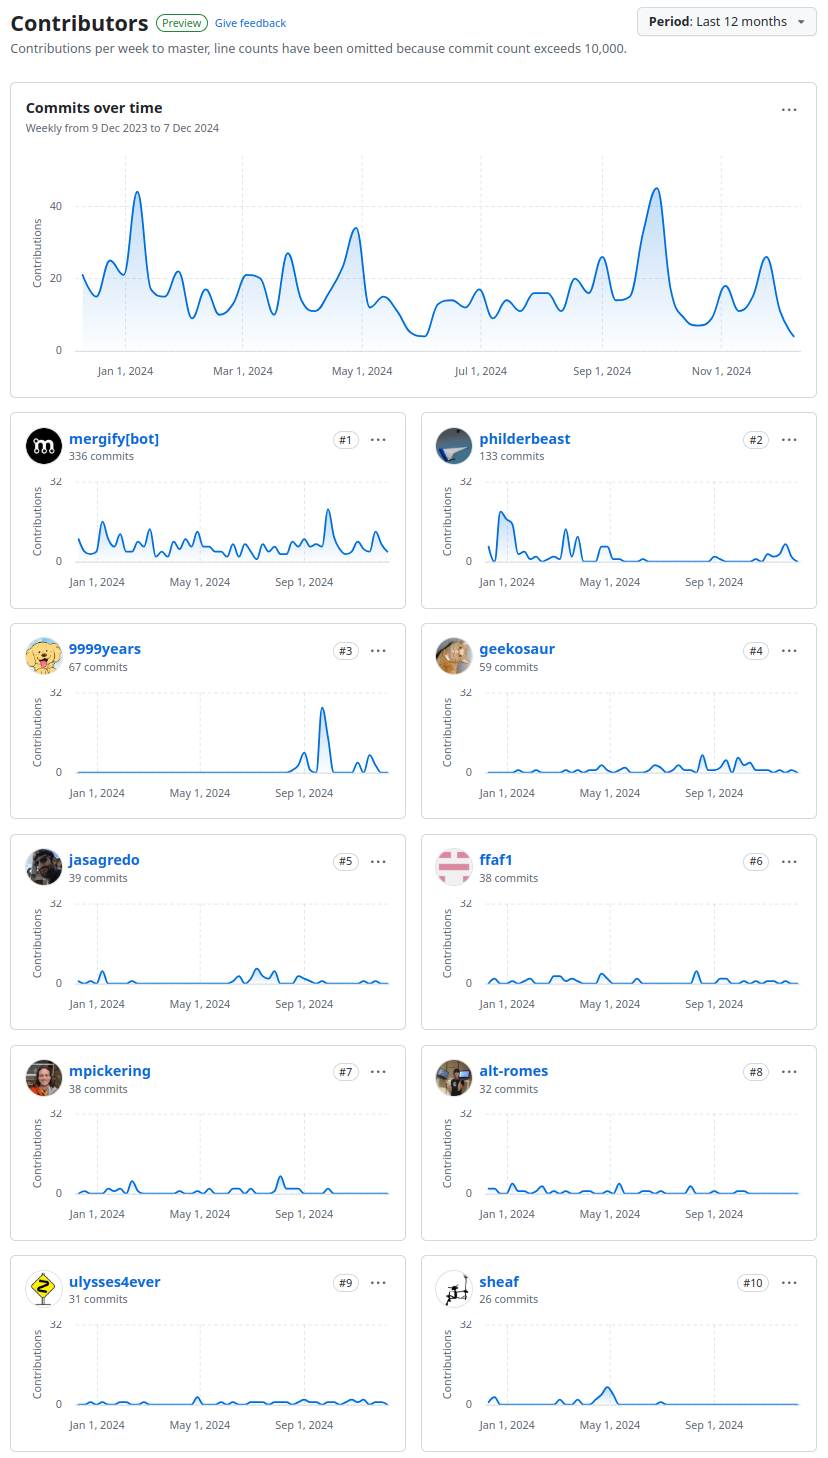 Contributors Preview Give feedback
Period: Last 12 months
Contributions per week to master, line counts have been omitted because commit count exceeds 10,000.
Commits over time
Weekly from 9 Dec 2023 to 7 Dec 2024
Contributions
40
20
0
Jan 1, 2024 Mar 1, 2024 May 1, 2024 Jul 1, 2024 Sep 1, 2024 Nov 1, 2024
mergify[bot] #1
336 commits
Contributions
32
0
Jan 1, 2024 May 1, 2024 Sep 1, 2024
philderbeast #2
133 commits
Contributions
32
0
Jan 1, 2024 May 1, 2024 Sep 1, 2024
9999years #3
67 commits
Contributions
32
0
Jan 1, 2024 May 1, 2024 Sep 1, 2024
geekosaur #4
59 commits
Contributions
32
0
Jan 1, 2024 May 1, 2024 Sep 1, 2024
jasagredo #5
39 commits
Contributions
32
0
Jan 1, 2024 May 1, 2024 Sep 1, 2024
ffaf1 #6
38 commits
Contributions
32
0
Jan 1, 2024 May 1, 2024 Sep 1, 2024
mpickering #7
38 commits
Contributions
32
0
Jan 1, 2024 May 1, 2024 Sep 1, 2024
alt-romes #8
32 commits
Contributions
32
0
Jan 1, 2024 May 1, 2024 Sep 1, 2024
ulysses4ever #9
31 commits
Contributions
32
0
Jan 1, 2024 May 1, 2024 Sep 1, 2024
sheaf #10
26 commits
Contributions
32
0
Jan 1, 2024 May 1, 2024 Sep 1, 2024